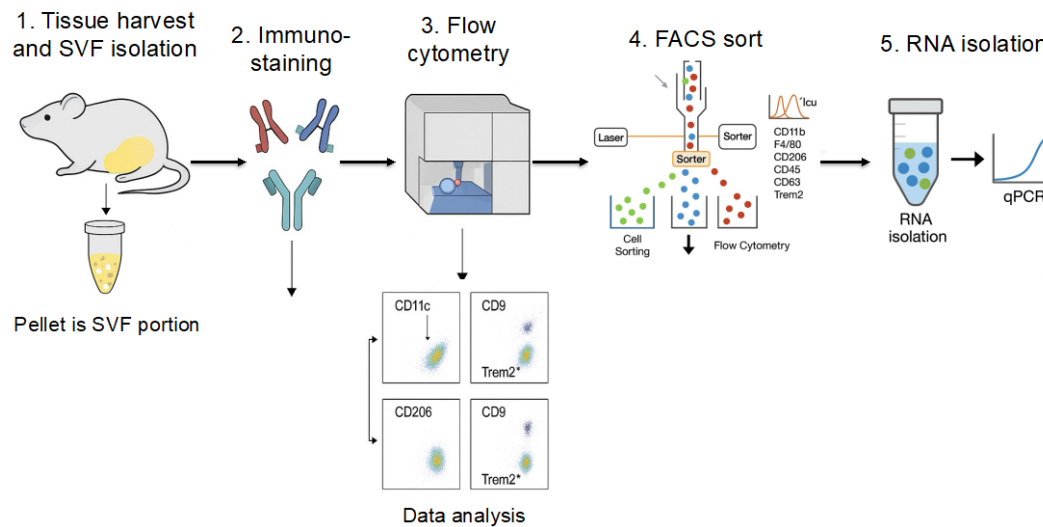 1. Tissue harvest
and SVF isolation
2. Immuno-
staining
3. Flow
cytometry
4. FACS sort
5. RNA isolation
Pellet is SVF portion
CD11c
CD9
Trem2*
CD206
CD9
Trem2*
Data analysis
Laser
Sorter
Sorter
Cell
Sorting
Flow Cytometry
´Icu
CD11b
F4/80
CD206
CD45
CD63
Trem2
RNA
isolation
qPCR